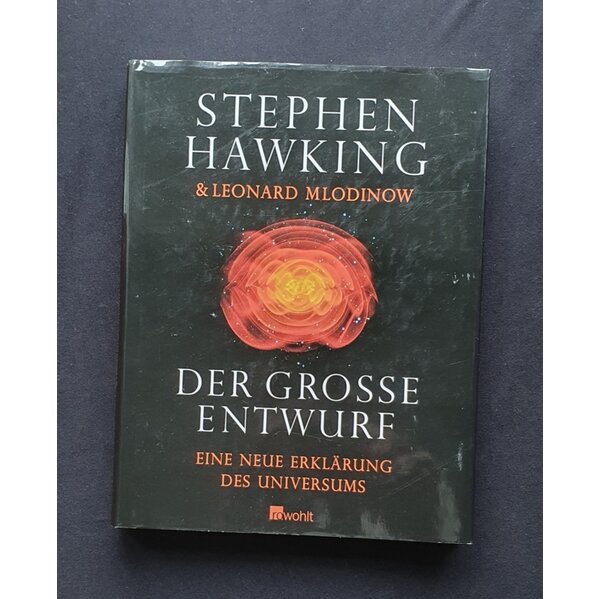 STEPHEN
HAWKING
& LEONARD MLODINOW
DER GROSSE
ENTWURF
EINE NEUE ERKLÄRUNG
DES UNIVERSUMS
rowohlt